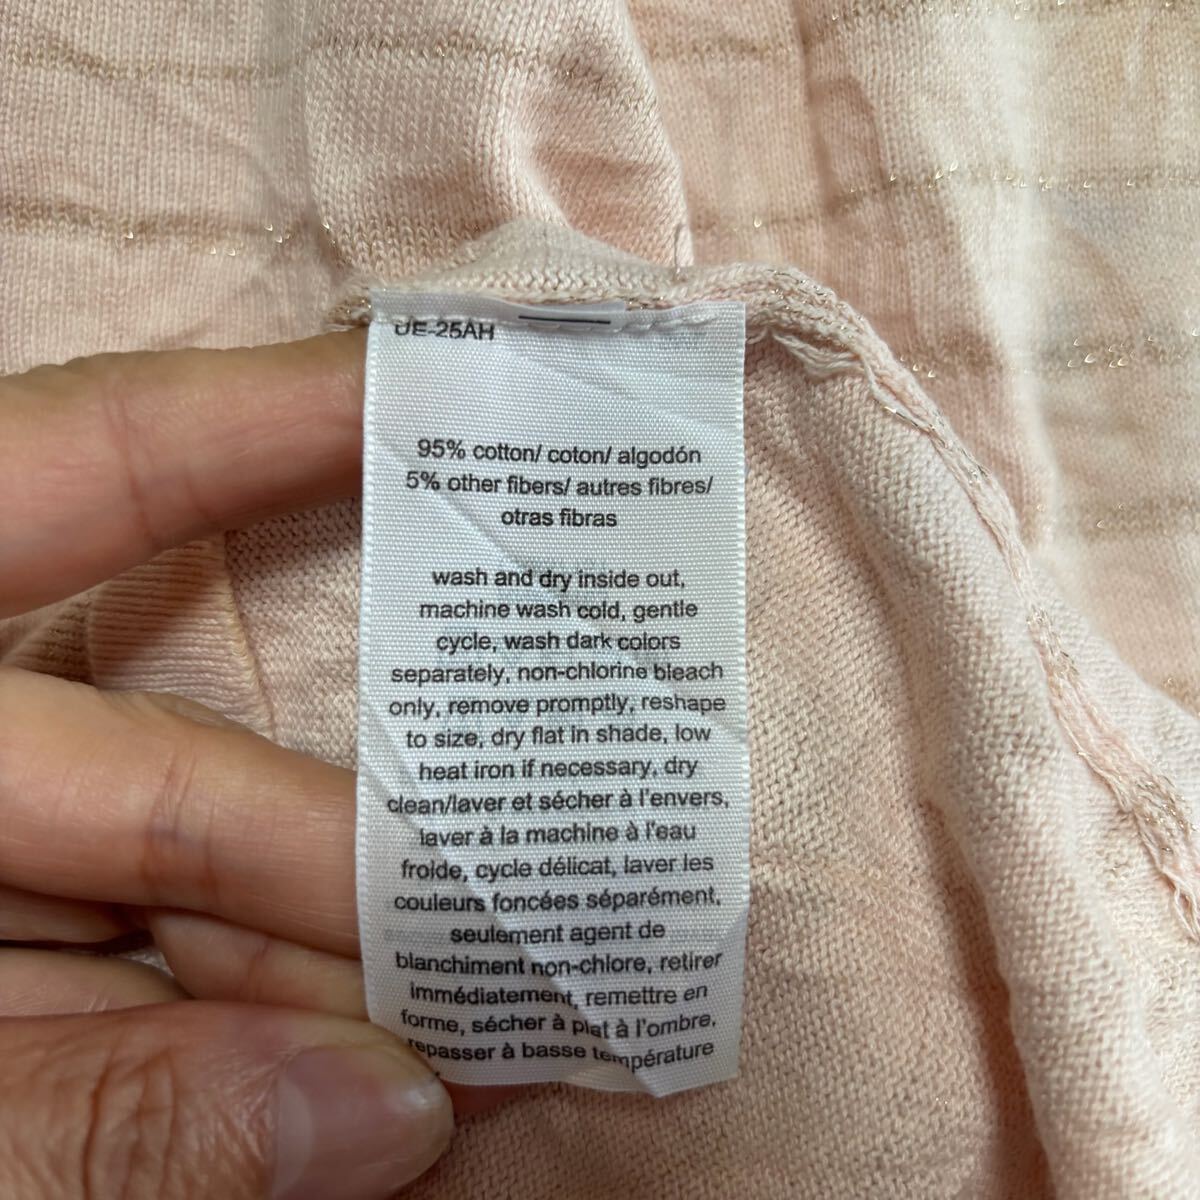 UE-25AH
95% cotton/ coton/ algodón
5% other fibers/ autres fibres/
otras fibras
wash and dry inside out,
machine wash cold, gentle
cycle, wash dark colors
separately, non-chlorine bleach
only, remove promptly, reshape
to size, dry flat in shade, low
heat iron if necessary, dry
clean/laver et sécher à l'envers,
laver à la machine à l'eau
froide, cycle délicat, laver les
couleurs foncées séparément,
seulement agent de
blanchiment non-chlore, retirer
immédiatement, remettre en
forme, sécher à plat à l'ombre,
repasser à basse température